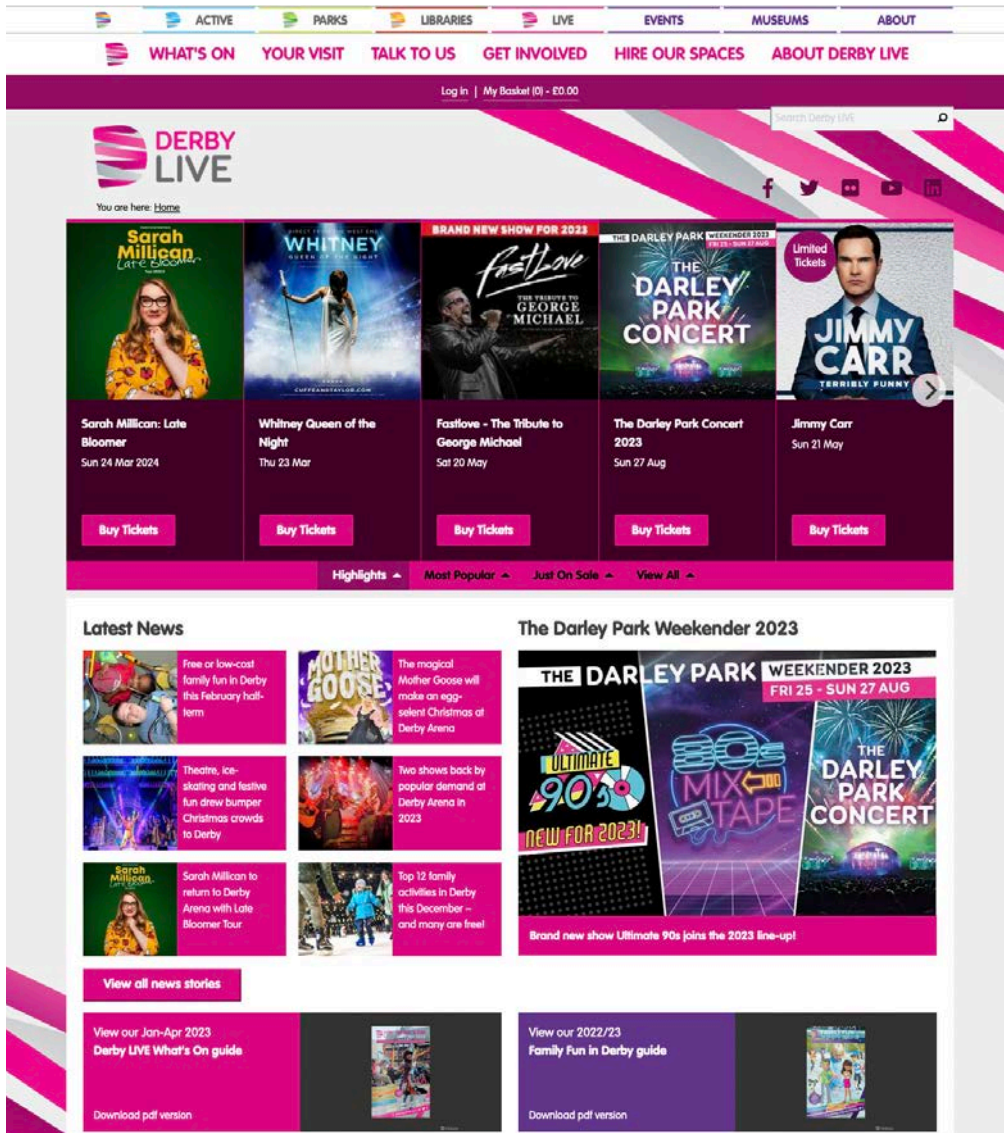 ACTIVE PARKS LIBRARIES LIVE EVENTS MUSEUMS ABOUT
WHAT'S ON YOUR VISIT TALK TO US GET INVOLVED HIRE OUR SPACES ABOUT DERBY LIVE
Log in | My Basket (0) - £0.00
Search Derby LIVE
DERBY
LIVE
You are here: Home
Sarah
Millican
Late Bloomer
DIRECT FROM THE WEST END
WHITNEY
QUEEN OF THE NIGHT
CUFFEANDTAYLOR.COM
BRAND NEW SHOW FOR 2023
FastLove
THE TRIBUTE TO
GEORGE
MICHAEL
THE DARLEY PARK WEEKENDER 2023
FRI 25 - SUN 27 AUG
THE
DARLEY
PARK
CONCERT
Limited
Tickets
JIMMY
CARR
TERRIBLY FUNNY
Sarah Millican: Late
Bloomer
Sun 24 Mar 2024
Buy Tickets
Whitney Queen of the
Night
Thu 23 Mar
Buy Tickets
Fastlove - The Tribute to
George Michael
Sat 20 May
Buy Tickets
The Darley Park Concert
2023
Sun 27 Aug
Buy Tickets
Jimmy Carr
Sun 21 May
Buy Tickets
Highlights Most Popular Just On Sale View All
Latest News
Free or low-cost
family fun in Derby
this February half-
term
MOTHER
GOOSE
The magical
Mother Goose will
make an egg-
selent Christmas at
Derby Arena
Theatre, ice-
skating and festive
fun drew bumper
Christmas crowds
to Derby
Two shows back by
popular demand at
Derby Arena in
2023
Sarah
Millican
Late Bloomer
Sarah Millican to
return to Derby
Arena with Late
Bloomer Tour
Top 12 family
activities in Derby
this December –
and many are free!
View all news stories
The Darley Park Weekender 2023
THE DARLEY PARK WEEKENDER 2023
FRI 25 - SUN 27 AUG
ULTIMATE
90s
NEW FOR 2023!
80s
MIX
TAPE
THE
DARLEY
PARK
CONCERT
Brand new show Ultimate 90s joins the 2023 line-up!
View our Jan-Apr 2023
Derby LIVE What's On guide
Download pdf version
View our 2022/23
Family Fun in Derby guide
Download pdf version